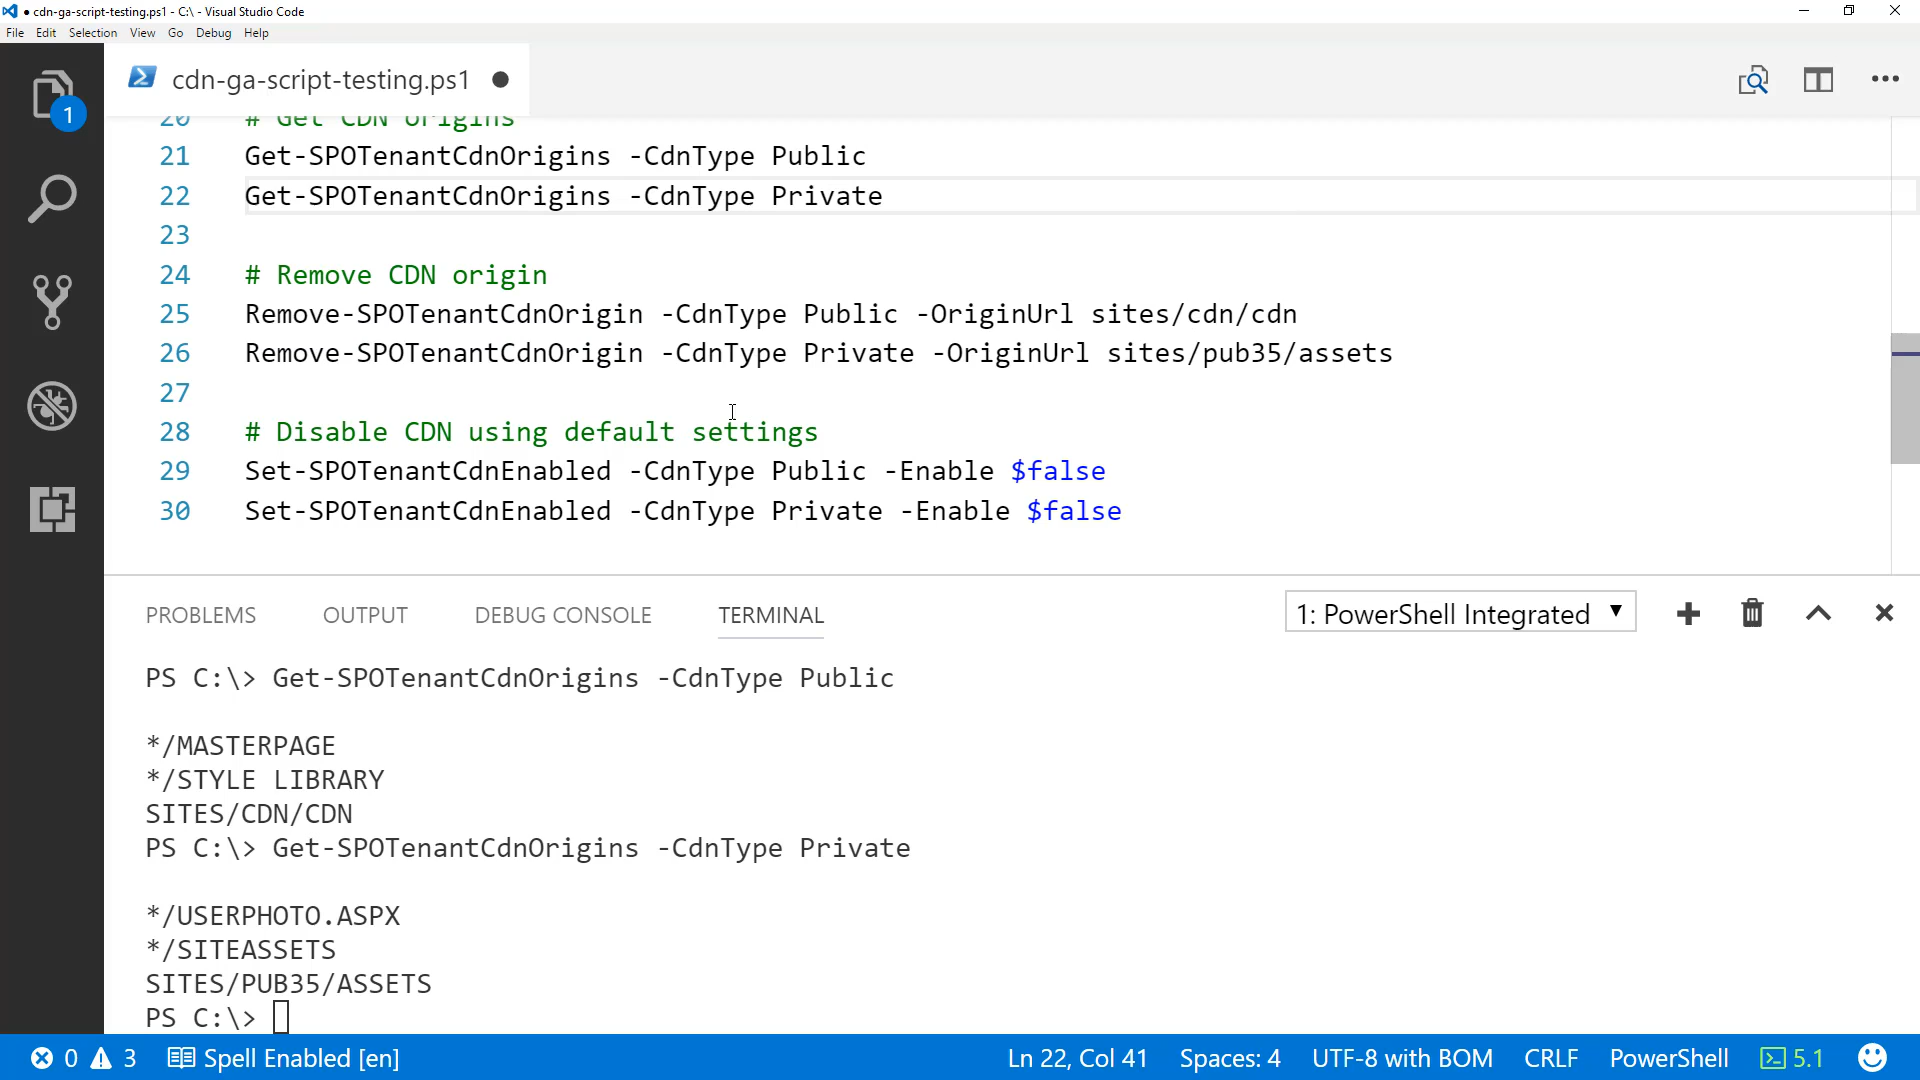 cdn-ga-script-testing.ps1 - C:\ - Visual Studio Code
File Edit Selection View Go Debug Help
1
cdn-ga-script-testing.ps1
20 # Get CDN origins
21 Get-SPOTenantCdnOrigins -CdnType Public
22 Get-SPOTenantCdnOrigins -CdnType Private
23
24 # Remove CDN origin
25 Remove-SPOTenantCdnOrigin -CdnType Public -OriginUrl sites/cdn/cdn
26 Remove-SPOTenantCdnOrigin -CdnType Private -OriginUrl sites/pub35/assets
27
28 # Disable CDN using default settings
29 Set-SPOTenantCdnEnabled -CdnType Public -Enable $false
30 Set-SPOTenantCdnEnabled -CdnType Private -Enable $false
PROBLEMS OUTPUT DEBUG CONSOLE TERMINAL 1: PowerShell Integrated
PS C:\> Get-SPOTenantCdnOrigins -CdnType Public
*/MASTERPAGE
*/STYLE LIBRARY
SITES/CDN/CDN
PS C:\> Get-SPOTenantCdnOrigins -CdnType Private
*/USERPHOTO.ASPX
*/SITEASSETS
SITES/PUB35/ASSETS
PS C:\>
0 3 Spell Enabled [en] Ln 22, Col 41 Spaces: 4 UTF-8 with BOM CRLF PowerShell 5.1